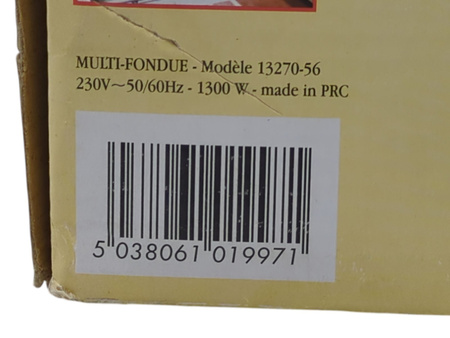 MULTI-FONDUE - Modèle 13270-56
230V~50/60Hz - 1300 W - made in PRC
5 038061 019971